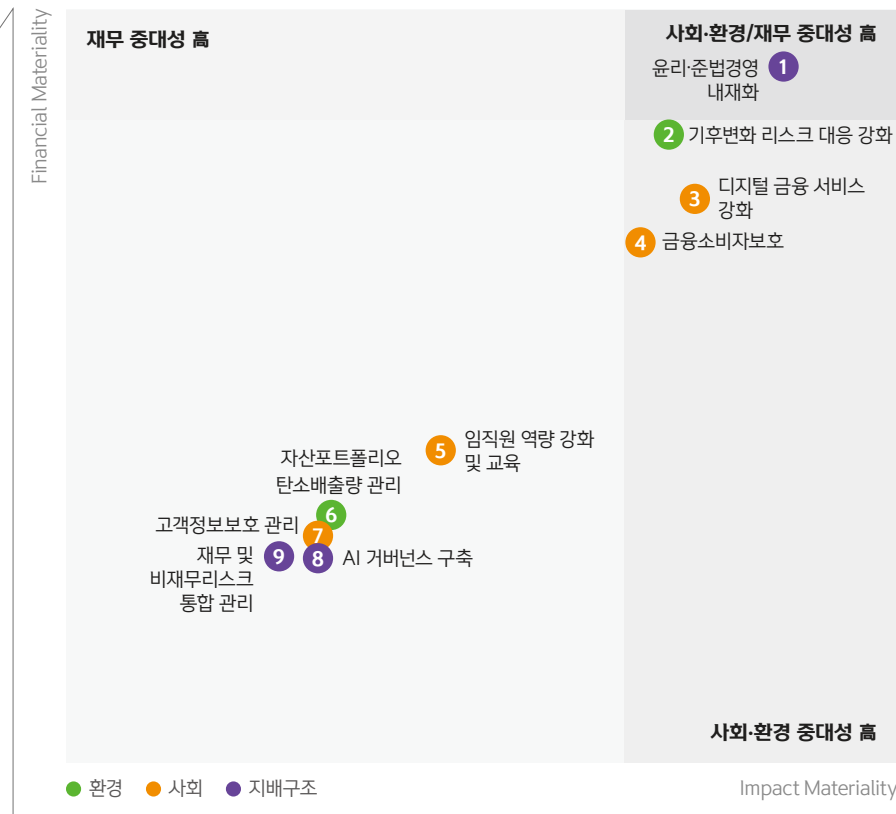 Financial Materiality
재무 중대성 高
사회·환경/재무 중대성 高
윤리·준법경영
내재화
1
2 기후변화 리스크 대응 강화
3 디지털 금융 서비스
강화
4 금융소비자보호
5 임직원 역량 강화
및 교육
자산포트폴리오
탄소배출량 관리
6
고객정보보호 관리
7
재무 및
비재무리스크
통합 관리
9
8 AI 거버넌스 구축
사회·환경 중대성 高
환경 사회 지배구조
Impact Materiality